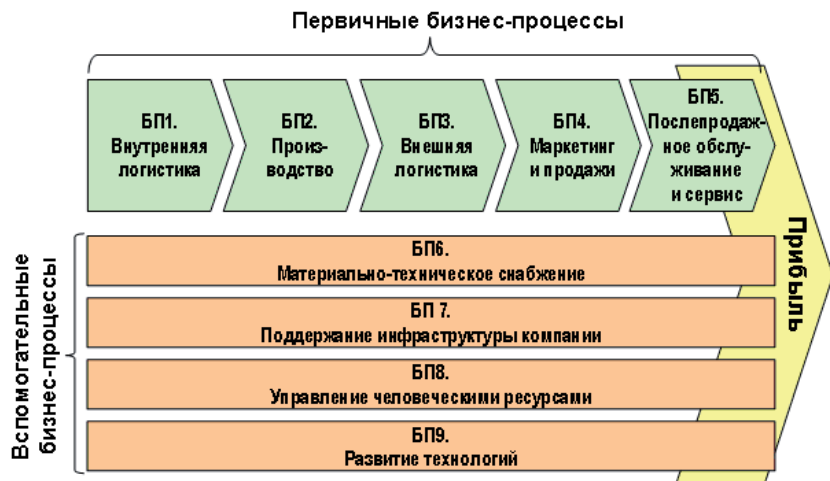 Первичные бизнес-процессы
БП1.
Внутренняя
логистика
БП2.
Произ-
водство
БП3.
Внешняя
логистика
БП4.
Маркетинг
и продажи
БП5.
Послепродаж-
ное обслу-
живание
и сервис
Вспомогательные
бизнес-процессы
БП6.
Материально-техническое снабжение
БП 7.
Поддержание инфраструктуры компании
БП8.
Управление человеческими ресурсами
БП9.
Развитие технологий
Прибыль